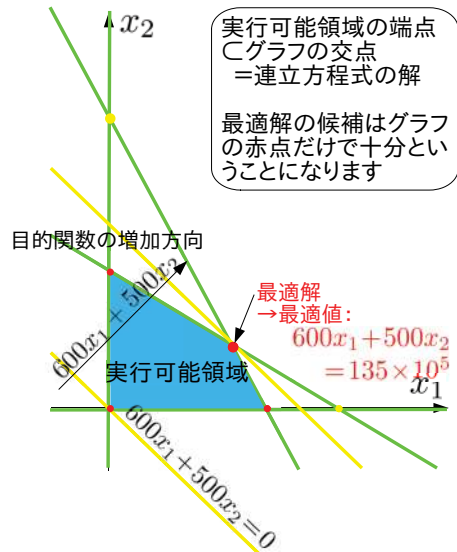 x₂
実行可能領域の端点
⊂グラフの交点
=連立方程式の解
最適解の候補はグラフ
の赤点だけで十分とい
うことになります
目的関数の増加方向
600x₁+500x₂
最適解
→最適値:
600x₁+500x₂
=135×10⁵
実行可能領域
x₁
600x₁+500x₂=0